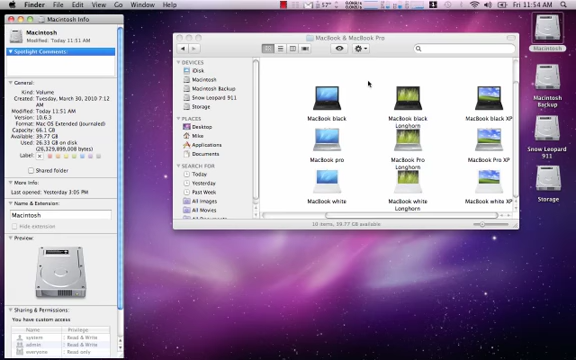 Finder File Edit View Go Window Help
57°
Fri 11:54 AM
Macintosh Info
Macintosh
Modified: Today 11:51 AM
Spotlight Comments:
General:
Kind: Volume
Created: Tuesday, March 30, 2010 7:12 AM
Modified: Today 11:51 AM
Version: 10.6.3
Format: Mac OS Extended (Journaled)
Capacity: 66.1 GB
Available: 39.77 GB
Used: 26.33 GB on disk
(26,329,899,008 bytes)
Label:
Shared folder
More Info:
Last opened: Yesterday 3:05 PM
Name & Extension:
Macintosh
Hide extension
Preview:
Sharing & Permissions:
You have custom access
Name Privilege
system Read & Write
admin Read & Write
everyone Read only
MacBook & MacBook Pro
DEVICES
iDisk
Macintosh
Macintosh Backup
Snow Leopard 911
Storage
PLACES
Desktop
Mike
Applications
Documents
SEARCH FOR
Today
Yesterday
Past Week
All Images
All Movies
MacBook black
MacBook black Longhorn
MacBook black XP
MacBook pro
MacBook Pro Longhorn
MacBook Pro XP
MacBook white
MacBook white Longhorn
MacBook white XP
10 items, 39.77 GB available
Macintosh
Macintosh Backup
Snow Leopard 911
Storage